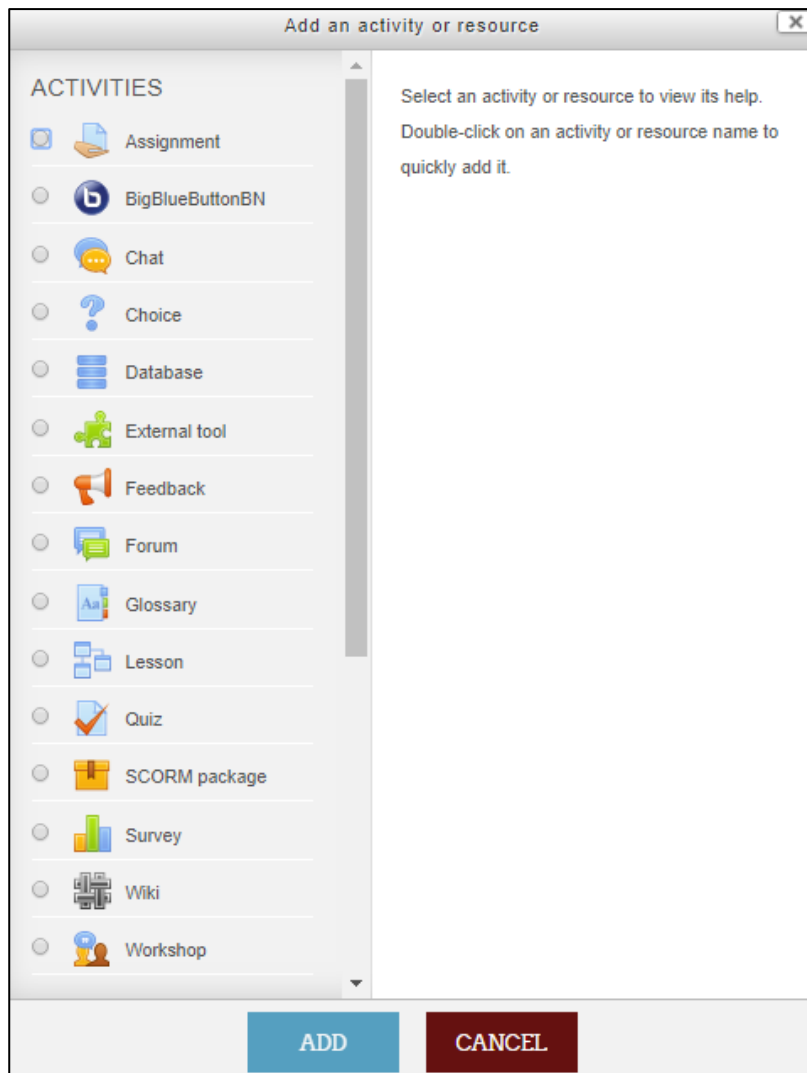 Add an activity or resource
ACTIVITIES
Assignment
BigBlueButtonBN
Chat
Choice
Database
External tool
Feedback
Forum
Aa
Glossary
Lesson
Quiz
SCORM package
Survey
Wiki
Workshop
Select an activity or resource to view its help.
Double-click on an activity or resource name to
quickly add it.
ADD
CANCEL